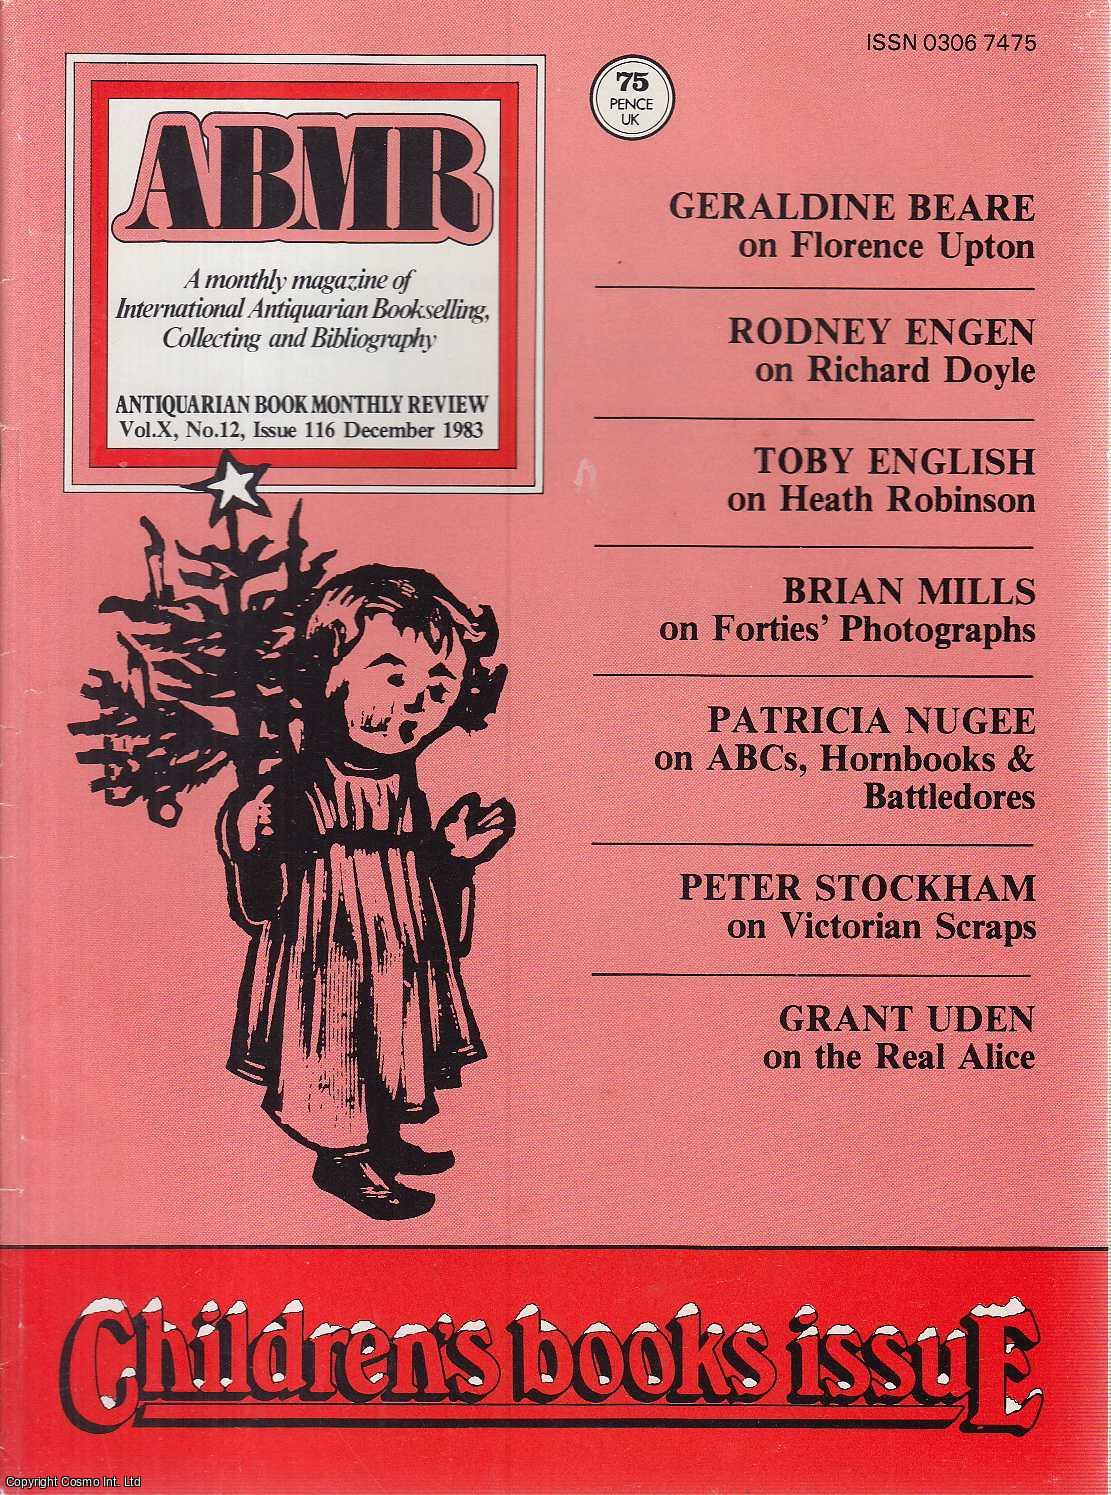 ISSN 0306 7475
75
PENCE
UK
ABMR
A monthly magazine of
International Antiquarian Bookselling,
Collecting and Bibliography
ANTIQUARIAN BOOK MONTHLY REVIEW
Vol.X, No.12, Issue 116 December 1983
GERALDINE BEARE
on Florence Upton
RODNEY ENGEN
on Richard Doyle
TOBY ENGLISH
on Heath Robinson
BRIAN MILLS
on Forties' Photographs
PATRICIA NUGEE
on ABCs, Hornbooks &
Battledores
PETER STOCKHAM
on Victorian Scraps
GRANT UDEN
on the Real Alice
Children's books issuE
Copyright Cosmo Int. Ltd